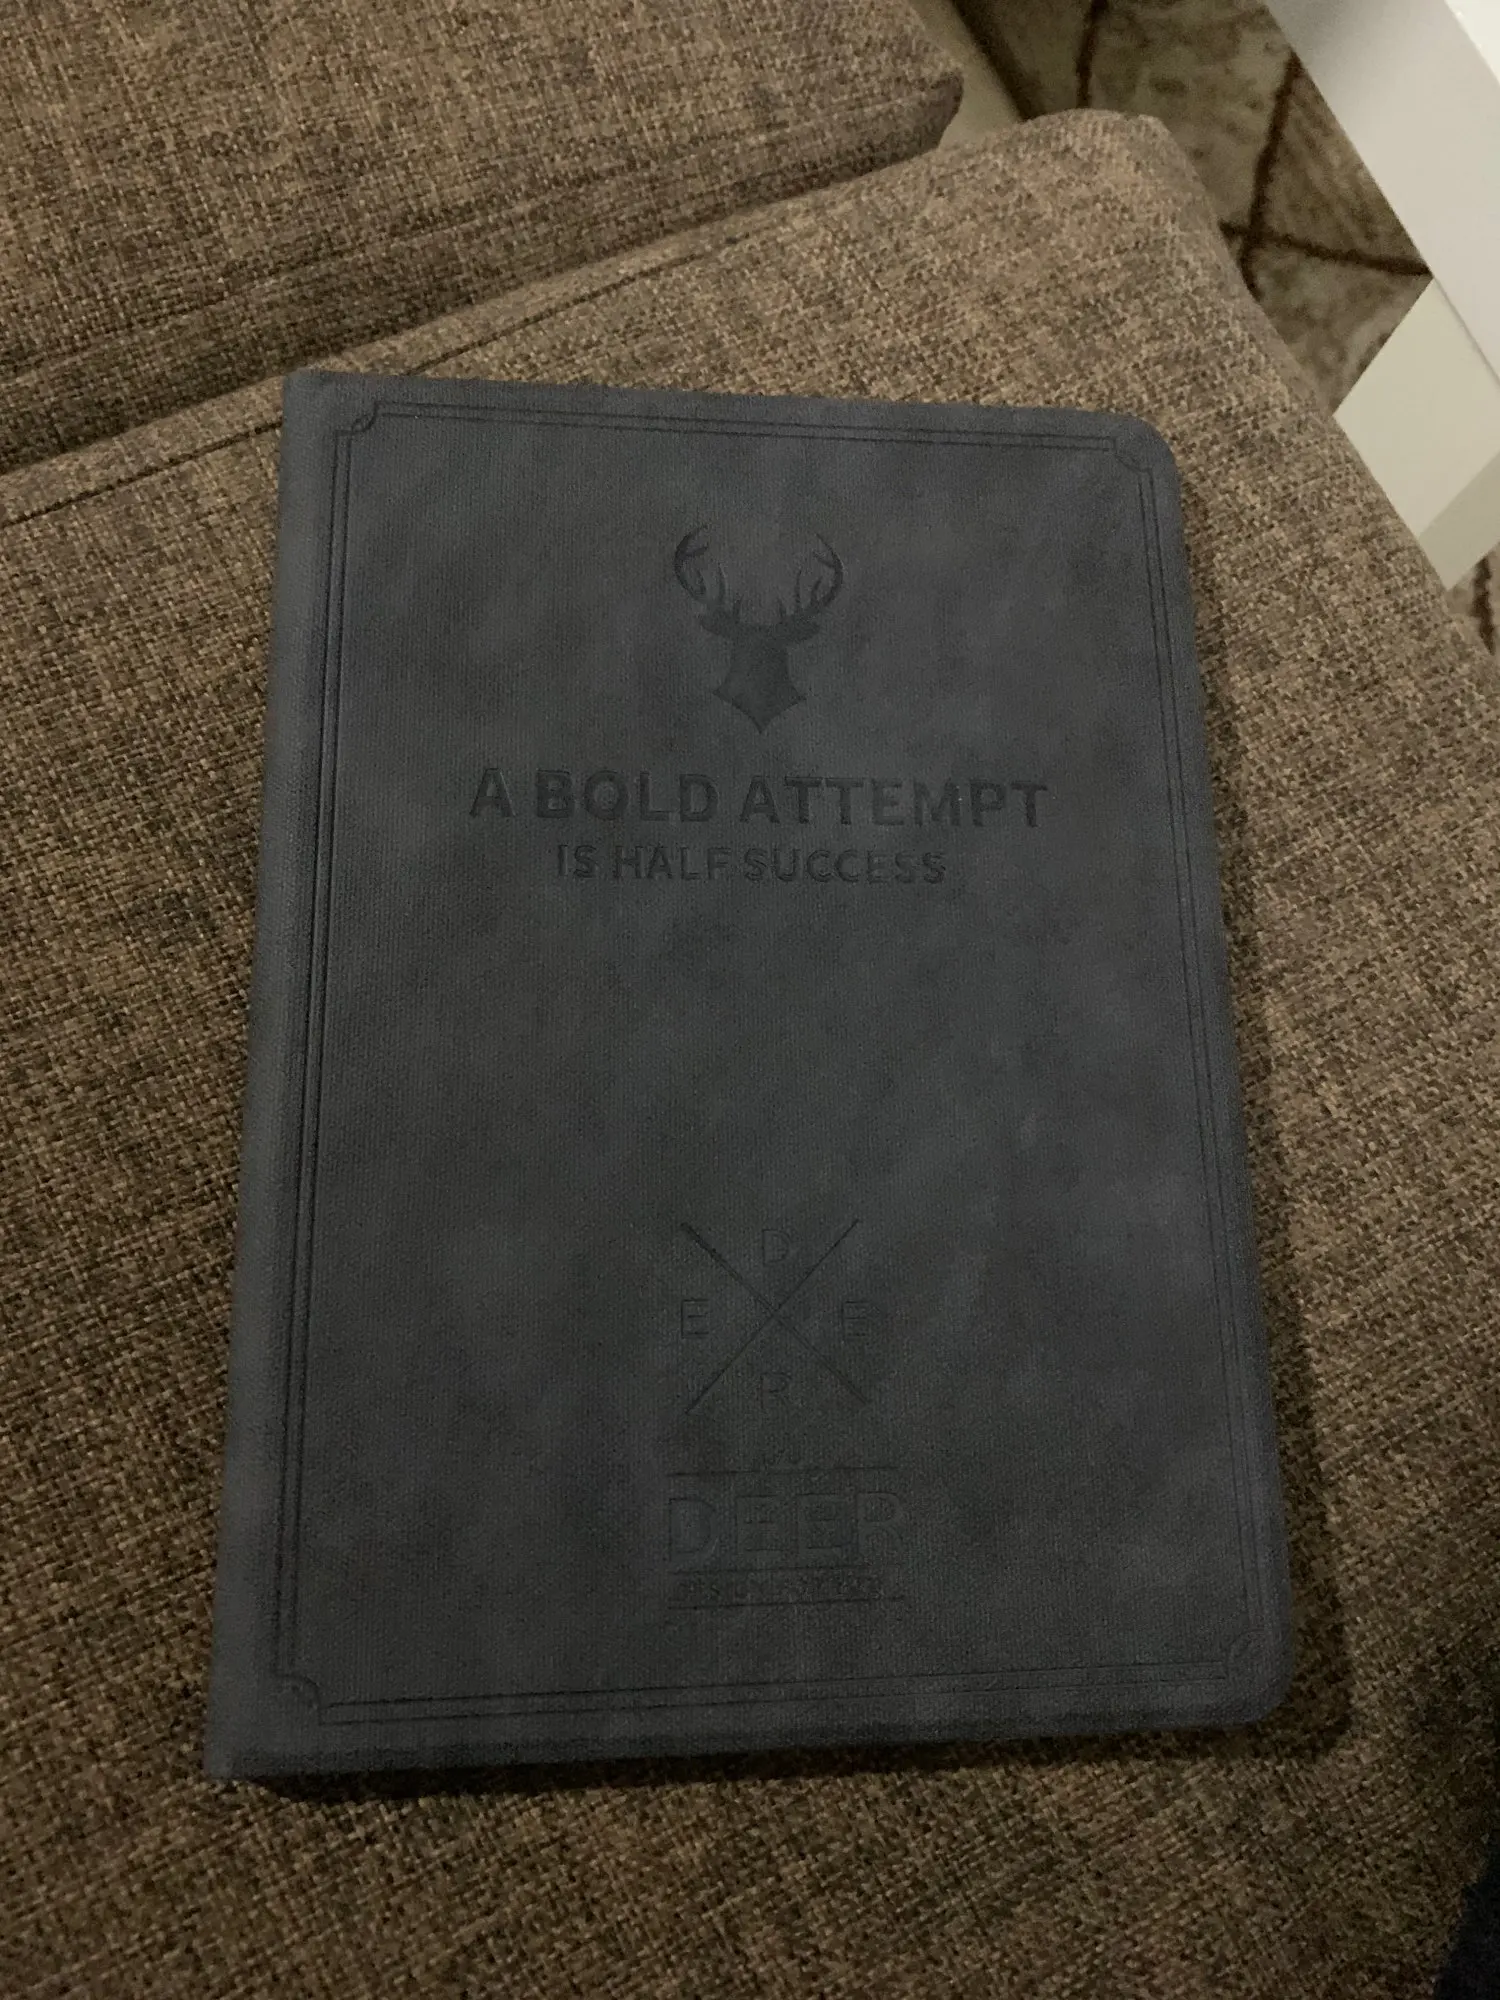 A BOLD ATTEMPT
IS HALF SUCCESS
D
E E
R
DEER